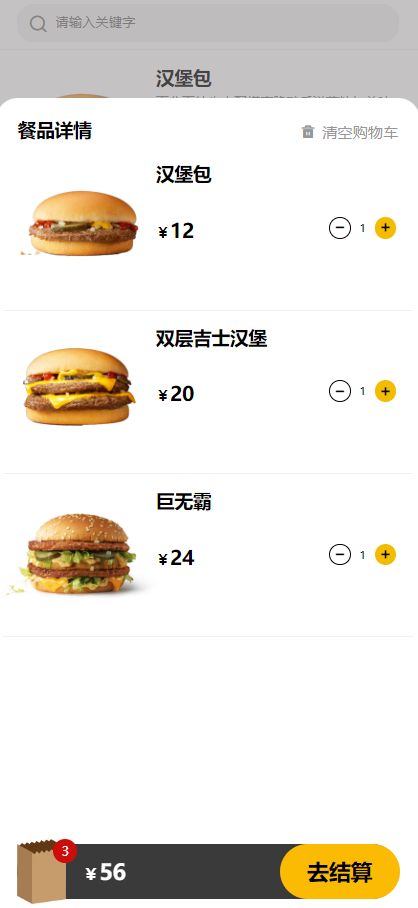 请输入关键字
汉堡包
餐品详情
清空购物车
汉堡包
¥12
1
双层吉士汉堡
¥20
1
巨无霸
¥24
1
3
¥56
去结算